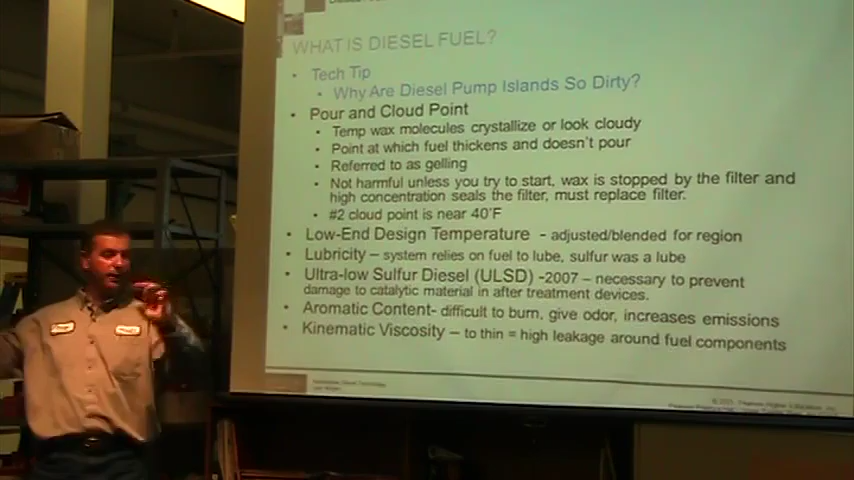 WHAT IS DIESEL FUEL?
• Tech Tip
• Why Are Diesel Pump Islands So Dirty?
• Pour and Cloud Point
• Temp wax molecules crystallize or look cloudy
• Point at which fuel thickens and doesn't pour
• Referred to as gelling
• Not harmful unless you try to start, wax is stopped by the filter and
high concentration seals the filter, must replace filter.
• #2 cloud point is near 40°F
• Low-End Design Temperature - adjusted/blended for region
• Lubricity – system relies on fuel to lube, sulfur was a lube
• Ultra-low Sulfur Diesel (ULSD) -2007 – necessary to prevent
damage to catalytic material in after treatment devices.
• Aromatic Content- difficult to burn, give odor, increases emissions
• Kinematic Viscosity – to thin = high leakage around fuel components